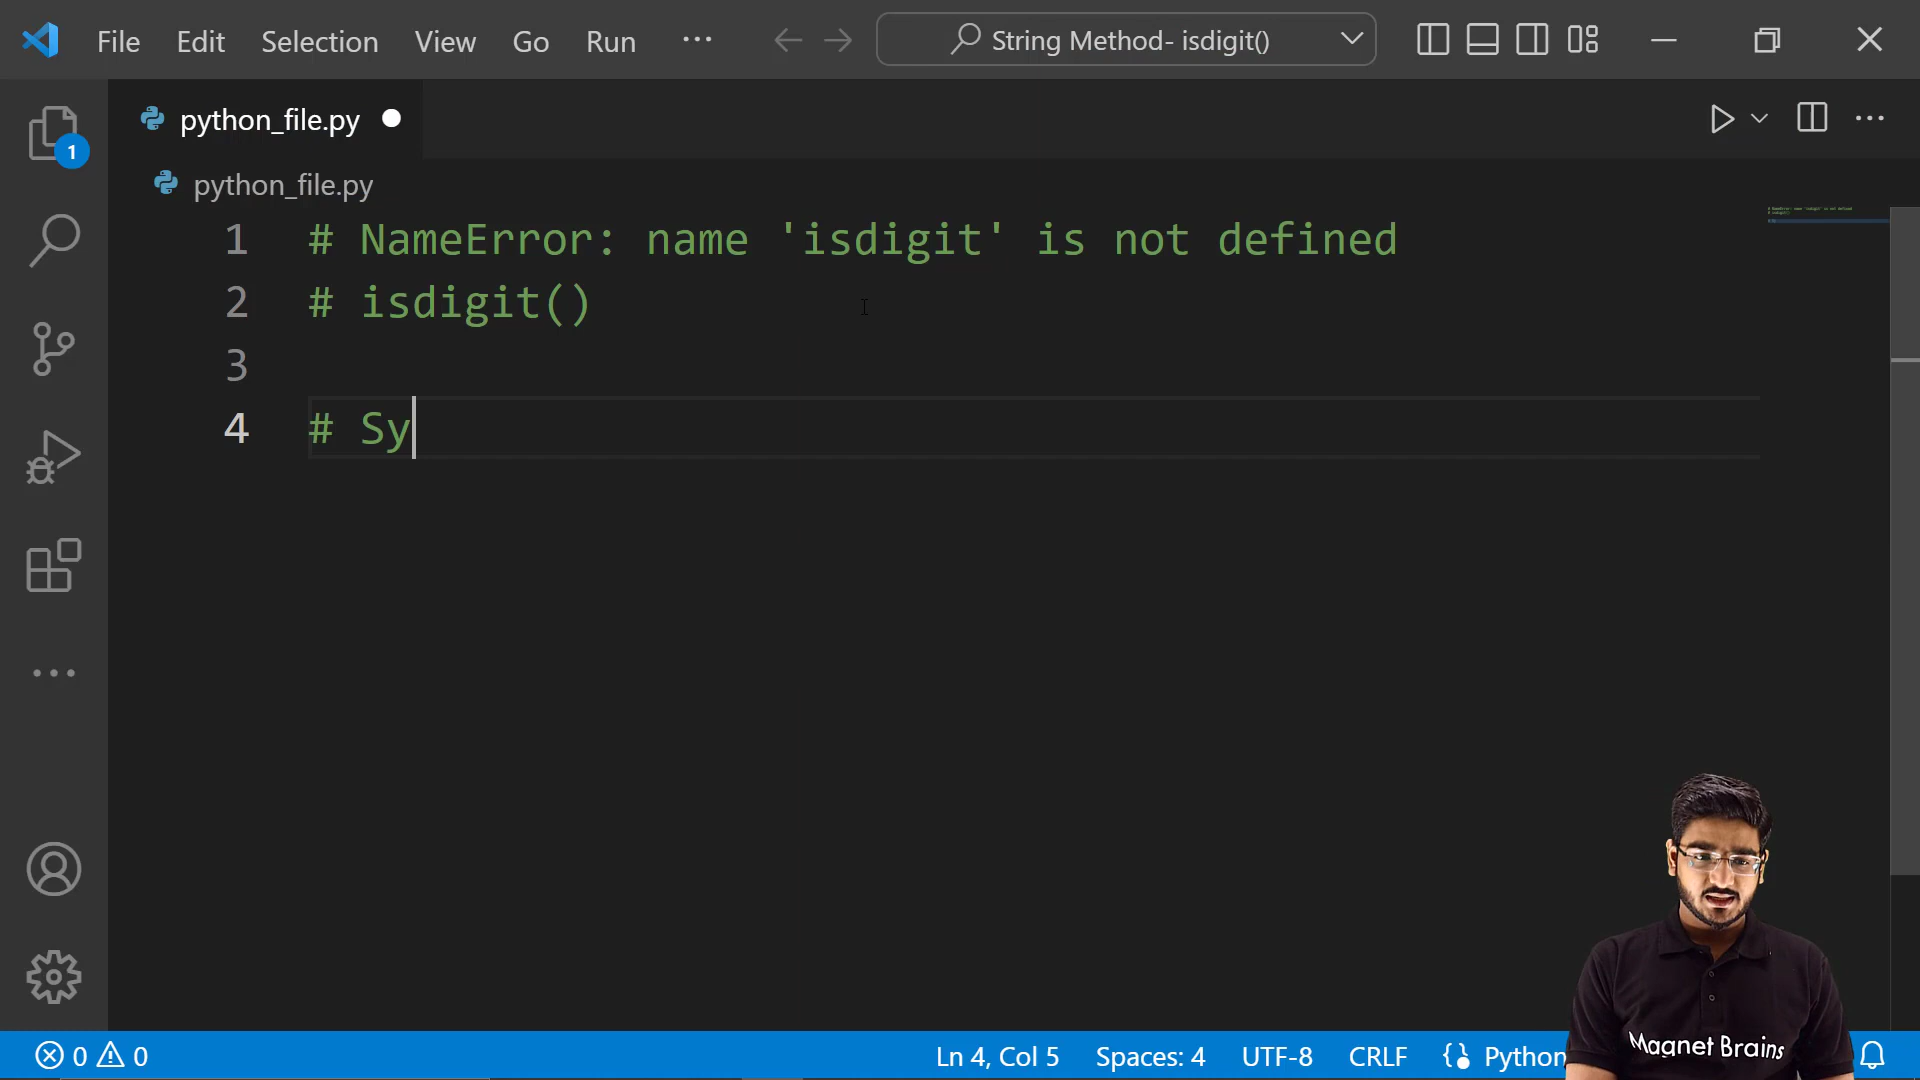 File Edit Selection View Go Run ... String Method- isdigit()
python_file.py
1
python_file.py
1 # NameError: name 'isdigit' is not defined
2 # isdigit()
3
4 # Sy
Magnet Brains
0 0 Ln 4, Col 5 Spaces: 4 UTF-8 CRLF Python